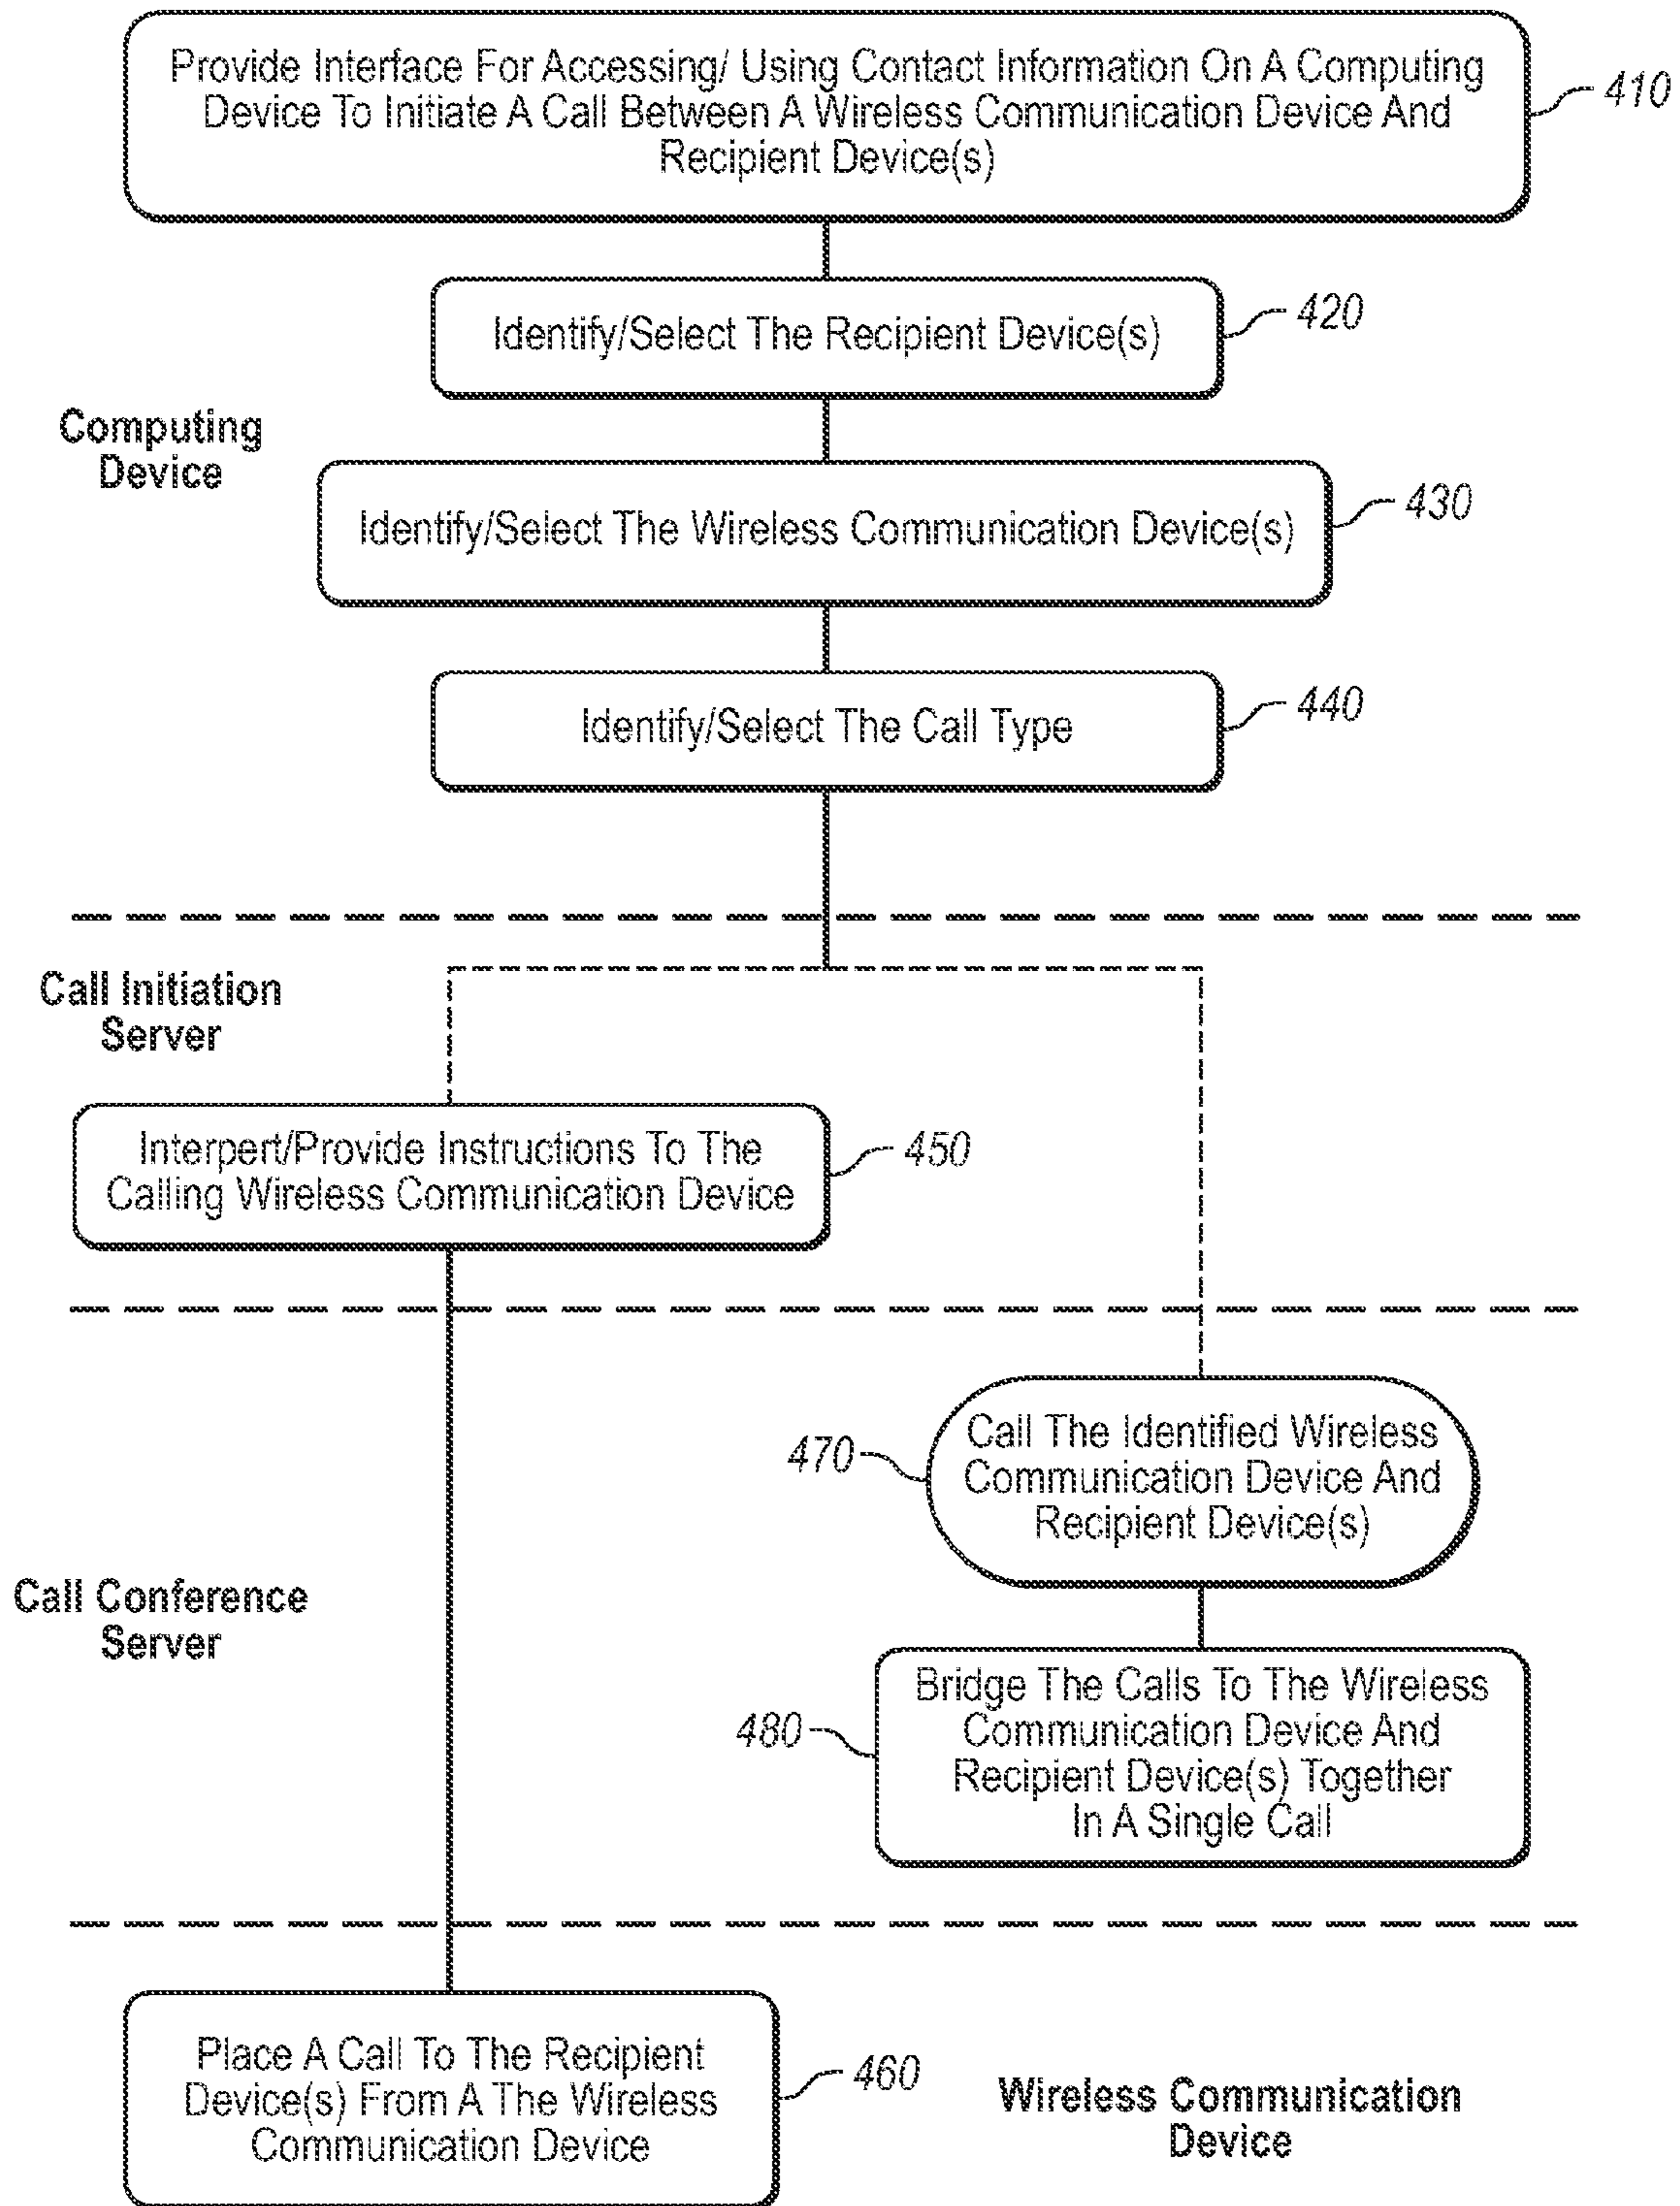 Provide Interface For Accessing/ Using Contact Information On A Computing
Device To Initiate A Call Between A Wireless Communication Device And
Recipient Device(s)
410
Identify/Select The Recipient Device(s)
420
Computing
Device
Identify/Select The Wireless Communication Device(s)
430
Identify/Select The Call Type
440
Call Initiation
Server
Interpert/Provide Instructions To The
Calling Wireless Communication Device
450
Call The Identified Wireless
Communication Device And
Recipient Device(s)
470
Call Conference
Server
Bridge The Calls To The Wireless
Communication Device And
Recipient Device(s) Together
In A Single Call
480
Place A Call To The Recipient
Device(s) From A The Wireless
Communication Device
460
Wireless Communication
Device